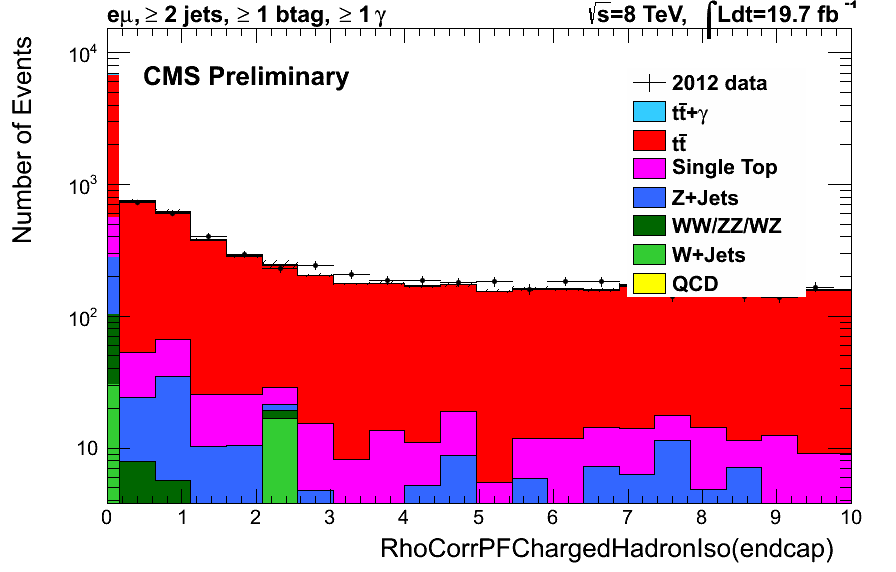 eμ, ≥ 2 jets, ≥ 1 btag, ≥ 1 γ √s=8 TeV, ∫Ldt=19.7 fb⁻¹
CMS Preliminary
Number of Events
10⁴
10³
10²
10
2012 data
tt̄+γ
tt̄
Single Top
Z+Jets
WW/ZZ/WZ
W+Jets
QCD
0 1 2 3 4 5 6 7 8 9 10
RhoCorrPFChargedHadronIso(endcap)